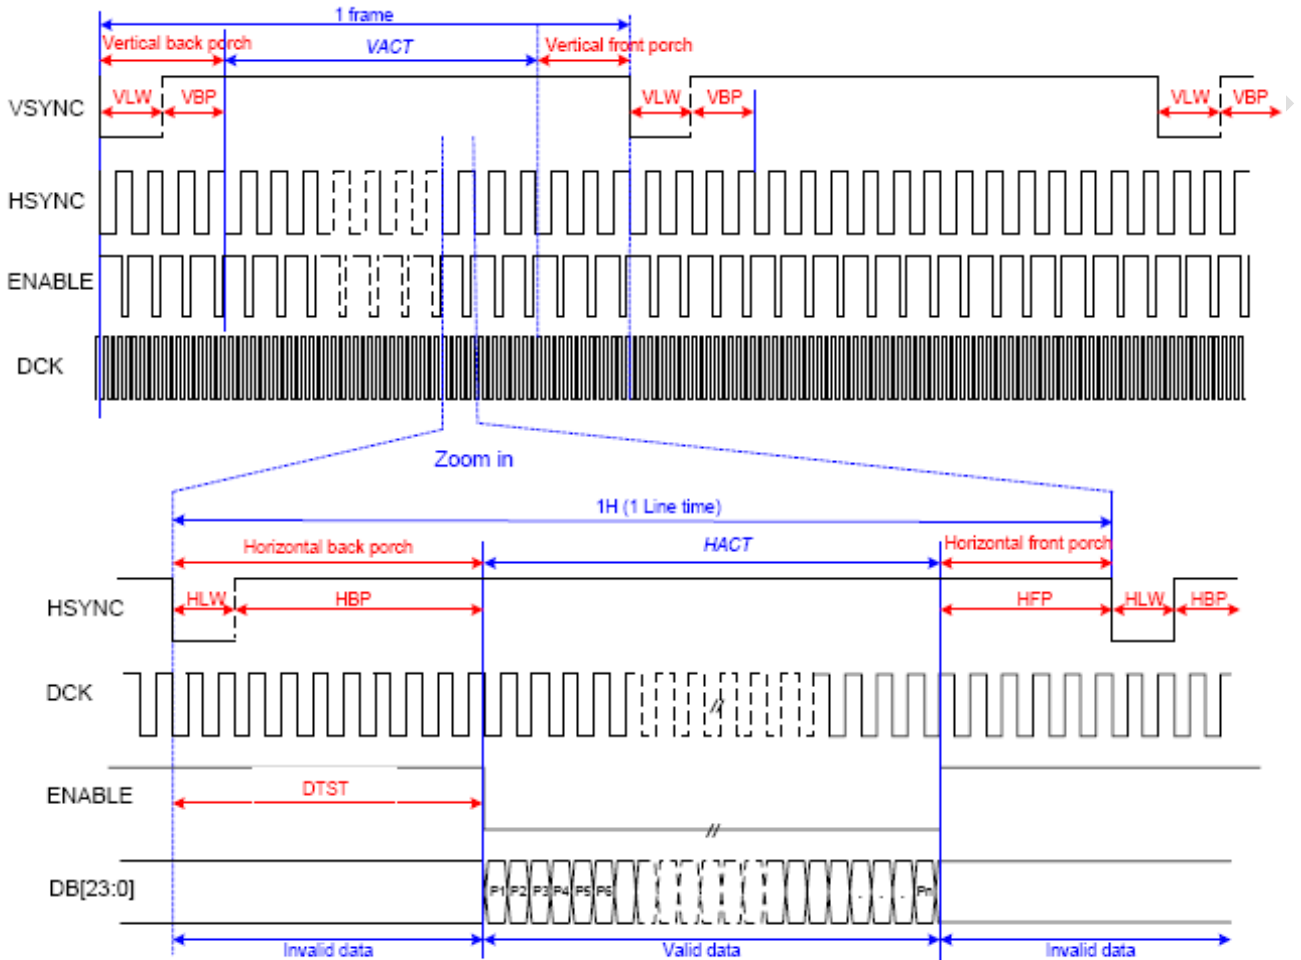 1 frame
Vertical back porch
VACT
Vertical front porch
VSYNC
VLW
VBP
VLW
VBP
VLW
VBP
HSYNC
ENABLE
DCK
Zoom in
1H (1 Line time)
Horizontal back porch
HACT
Horizontal front porch
HSYNC
HLW
HBP
HFP
HLW
HBP
DCK
//
ENABLE
DTST
//
DB[23:0]
P1 P2 P3 P4 P5 P6 . . . Pn
Invalid data
Valid data
Invalid data